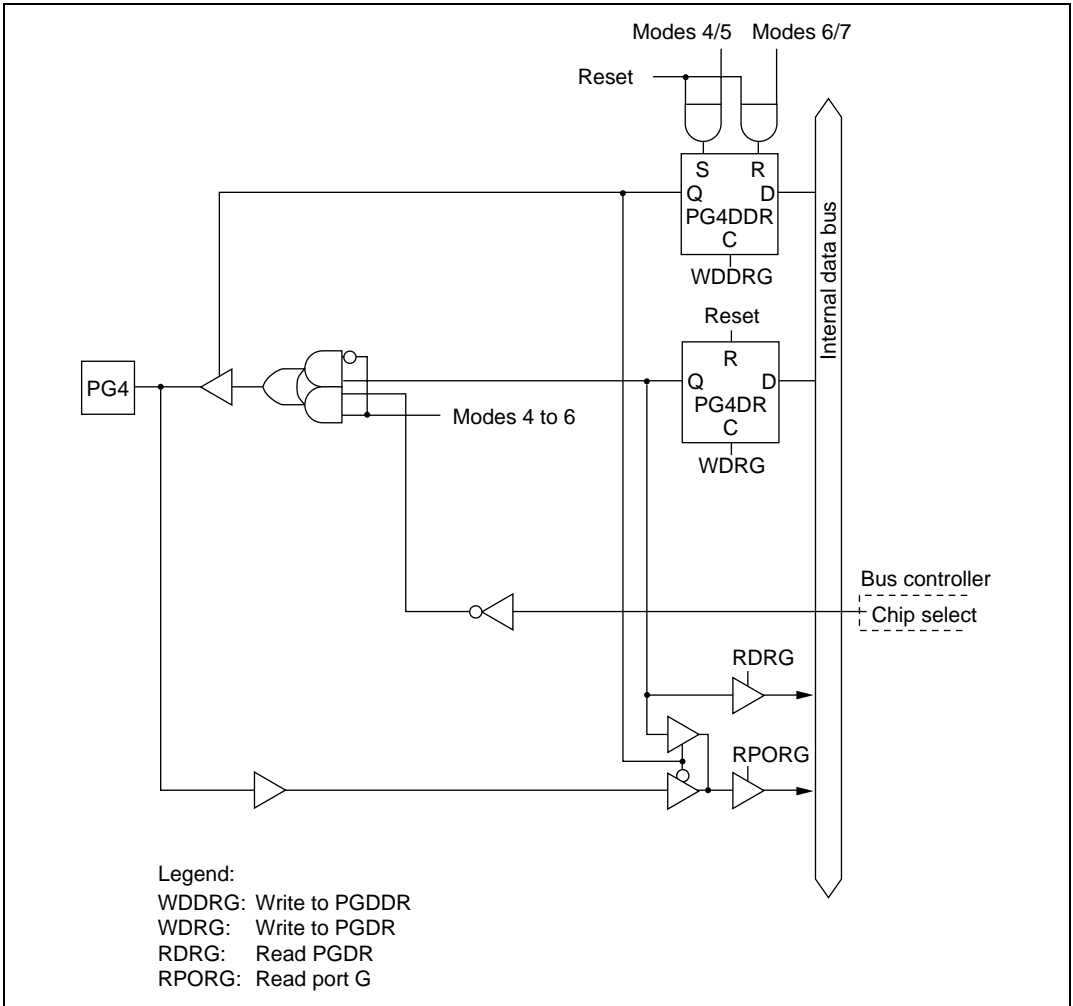 Modes 4/5 Modes 6/7
Reset
S R
Q D
PG4DDR
C
WDDRG
Internal data bus
Reset
R
Q D
PG4DR
C
WDRG
PG4
Modes 4 to 6
Bus controller
Chip select
RDRG
RPORG
Legend:
WDDRG: Write to PGDDR
WDRG: Write to PGDR
RDRG: Read PGDR
RPORG: Read port G